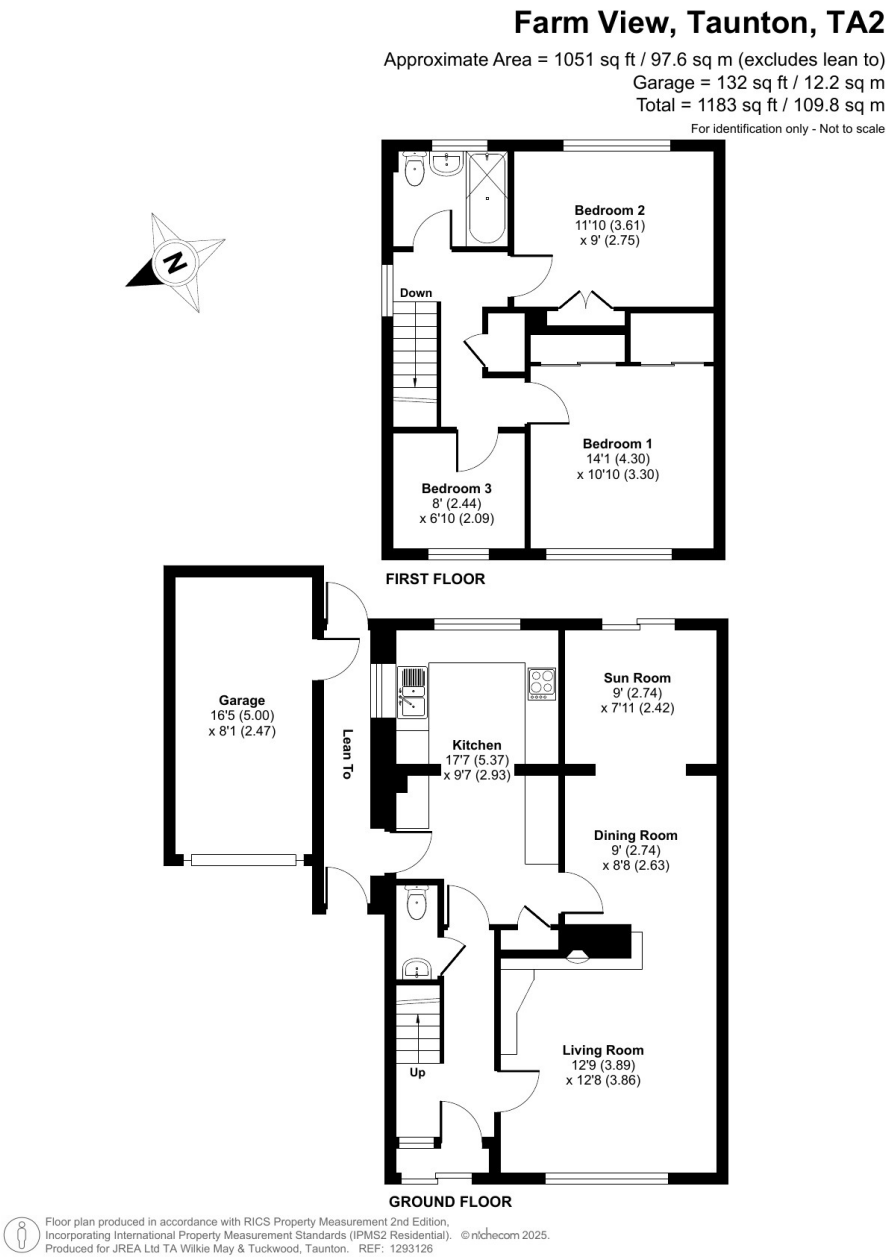 Farm View, Taunton, TA2
Approximate Area = 1051 sq ft / 97.6 sq m (excludes lean to)
Garage = 132 sq ft / 12.2 sq m
Total = 1183 sq ft / 109.8 sq m
For identification only - Not to scale
N
Bedroom 2
11'10 (3.61)
x 9' (2.75)
Down
Bedroom 1
14'1 (4.30)
x 10'10 (3.30)
Bedroom 3
8' (2.44)
x 6'10 (2.09)
FIRST FLOOR
Garage
16'5 (5.00)
x 8'1 (2.47)
Lean To
Sun Room
9' (2.74)
x 7'11 (2.42)
Kitchen
17'7 (5.37)
x 9'7 (2.93)
Dining Room
9' (2.74)
x 8'8 (2.63)
Living Room
12'9 (3.89)
x 12'8 (3.86)
Up
GROUND FLOOR
Floor plan produced in accordance with RICS Property Measurement 2nd Edition,
Incorporating International Property Measurement Standards (IPMS2 Residential). © nichecom 2025.
Produced for JREA Ltd TA Wilkie May & Tuckwood, Taunton. REF: 1293126